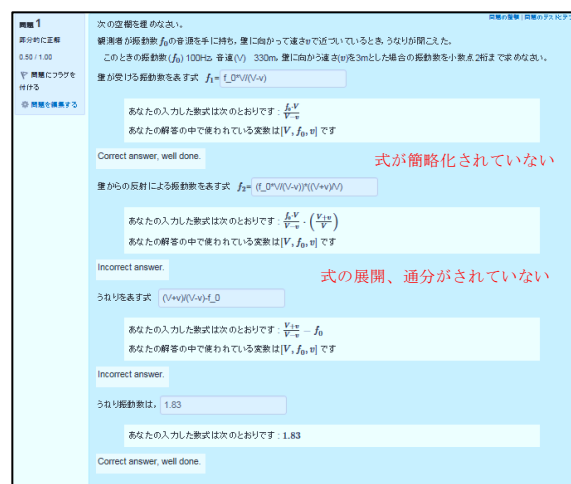 問題の履歴 | 問題のテストとデプ
問題 1
部分的に正解
0.50 / 1.00
問題にフラグを
付ける
問題を編集する
次の空欄を埋めなさい。
観測者が振動数f₀の音源を手に持ち、壁に向かって速さvで近づいているとき、うなりが聞こえた。
このときの振動数(f₀) 100Hz、音速(V) 330m、壁に向かう速さ(v)を3mとした場合の振動数を小数点2桁まで求めなさい。
壁が受ける振動数を表す式 f₁= f_0*V/(V-v)
あなたの入力した数式は次のとおりです : f₀·V/V−v
あなたの解答の中で使われている変数は[V, f₀, v] です
Correct answer, well done.
式が簡略化されていない
壁からの反射による振動数を表す式 f₂= (f_0*V/(V-v))*((V+v)/V)
あなたの入力した数式は次のとおりです : f₀·V/V−v · (V+v/V)
あなたの解答の中で使われている変数は[V, f₀, v] です
Incorrect answer.
式の展開、通分がされていない
うねりを表す式 (V+v)/(V-v)-f_0
あなたの入力した数式は次のとおりです : V+v/V−v − f₀
あなたの解答の中で使われている変数は[V, f₀, v] です
Incorrect answer.
うねり振動数は、 1.83
あなたの入力した数式は次のとおりです : 1.83
Correct answer, well done.